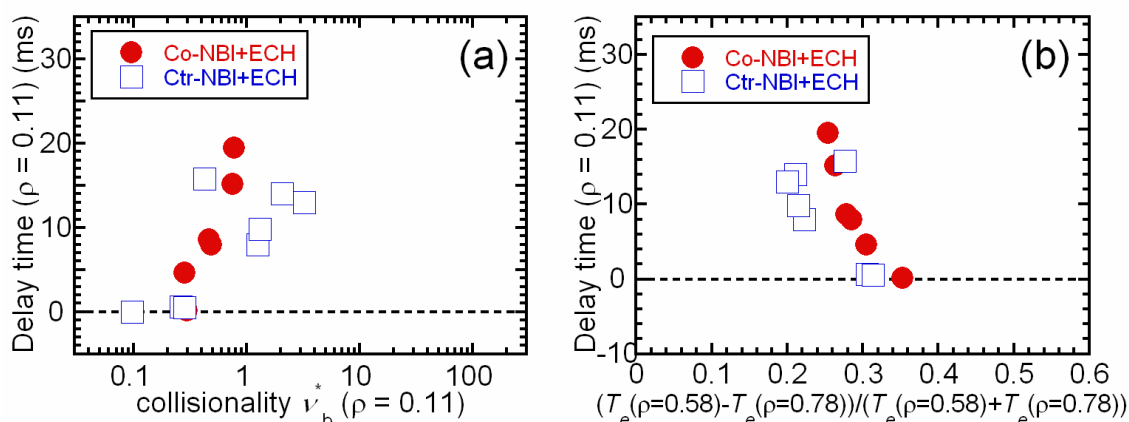 Delay time (ρ = 0.11) (ms)
30
20
10
0
Co-NBI+ECH
Ctr-NBI+ECH
(a)
0.1
1
10
100
collisionality ν*b (ρ = 0.11)
Delay time (ρ = 0.11) (ms)
30
20
10
0
-10
Co-NBI+ECH
Ctr-NBI+ECH
(b)
0
0.1
0.2
0.3
0.4
0.5
0.6
(Te(ρ=0.58)-Te(ρ=0.78))/(Te(ρ=0.58)+Te(ρ=0.78))